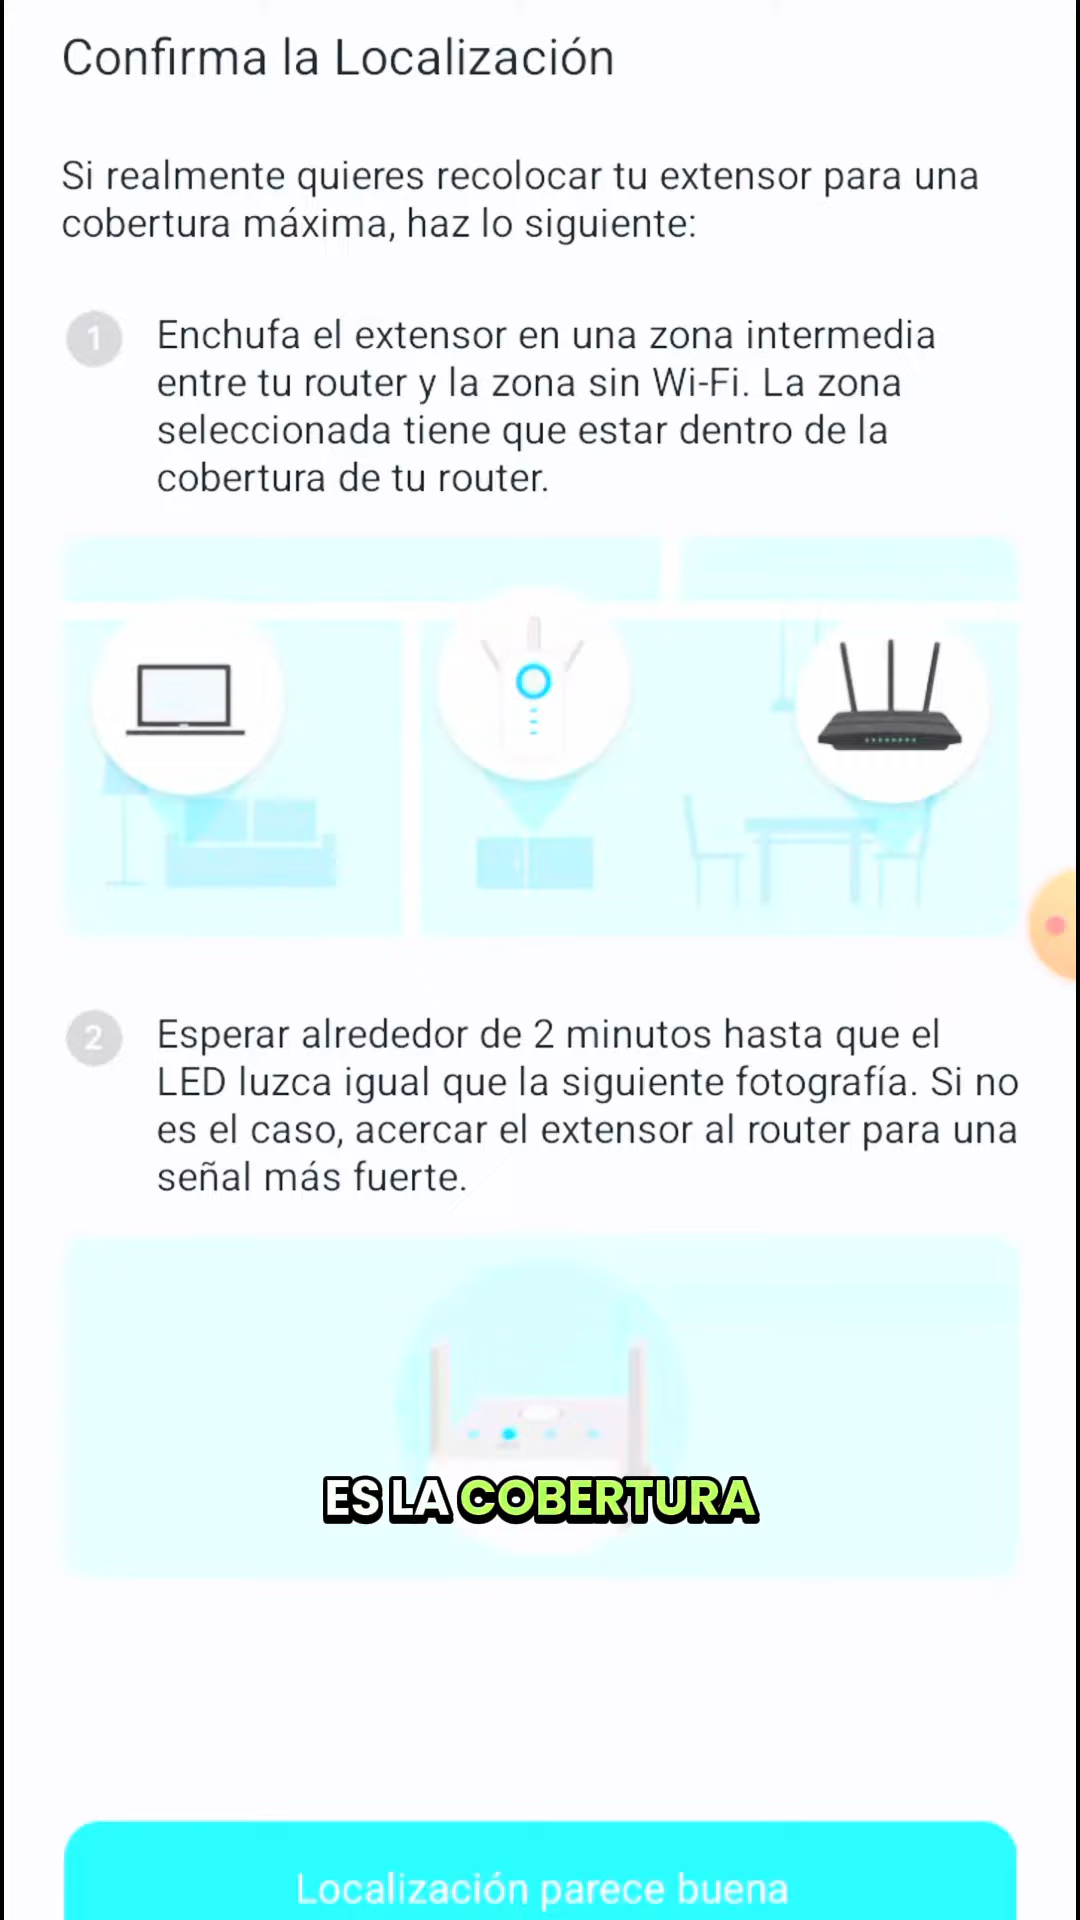 Confirma la Localización
Si realmente quieres recolocar tu extensor para una
cobertura máxima, haz lo siguiente:
1
Enchufa el extensor en una zona intermedia
entre tu router y la zona sin Wi-Fi. La zona
seleccionada tiene que estar dentro de la
cobertura de tu router.
2
Esperar alrededor de 2 minutos hasta que el
LED luzca igual que la siguiente fotografía. Si no
es el caso, acercar el extensor al router para una
señal más fuerte.
ES LA COBERTURA
Localización parece buena